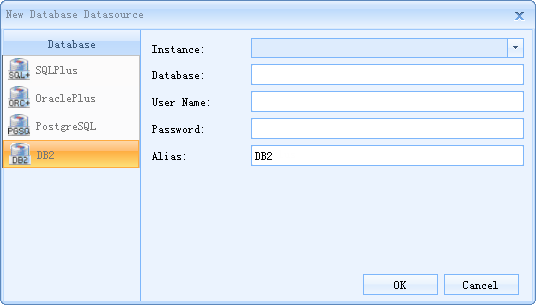 New Database Datasource
Database
SQL+ SQLPlus
ORC+ OraclePlus
PGSQ PostgreSQL
DB2 DB2
Instance:
Database:
User Name:
Password:
Alias: DB2
OK Cancel